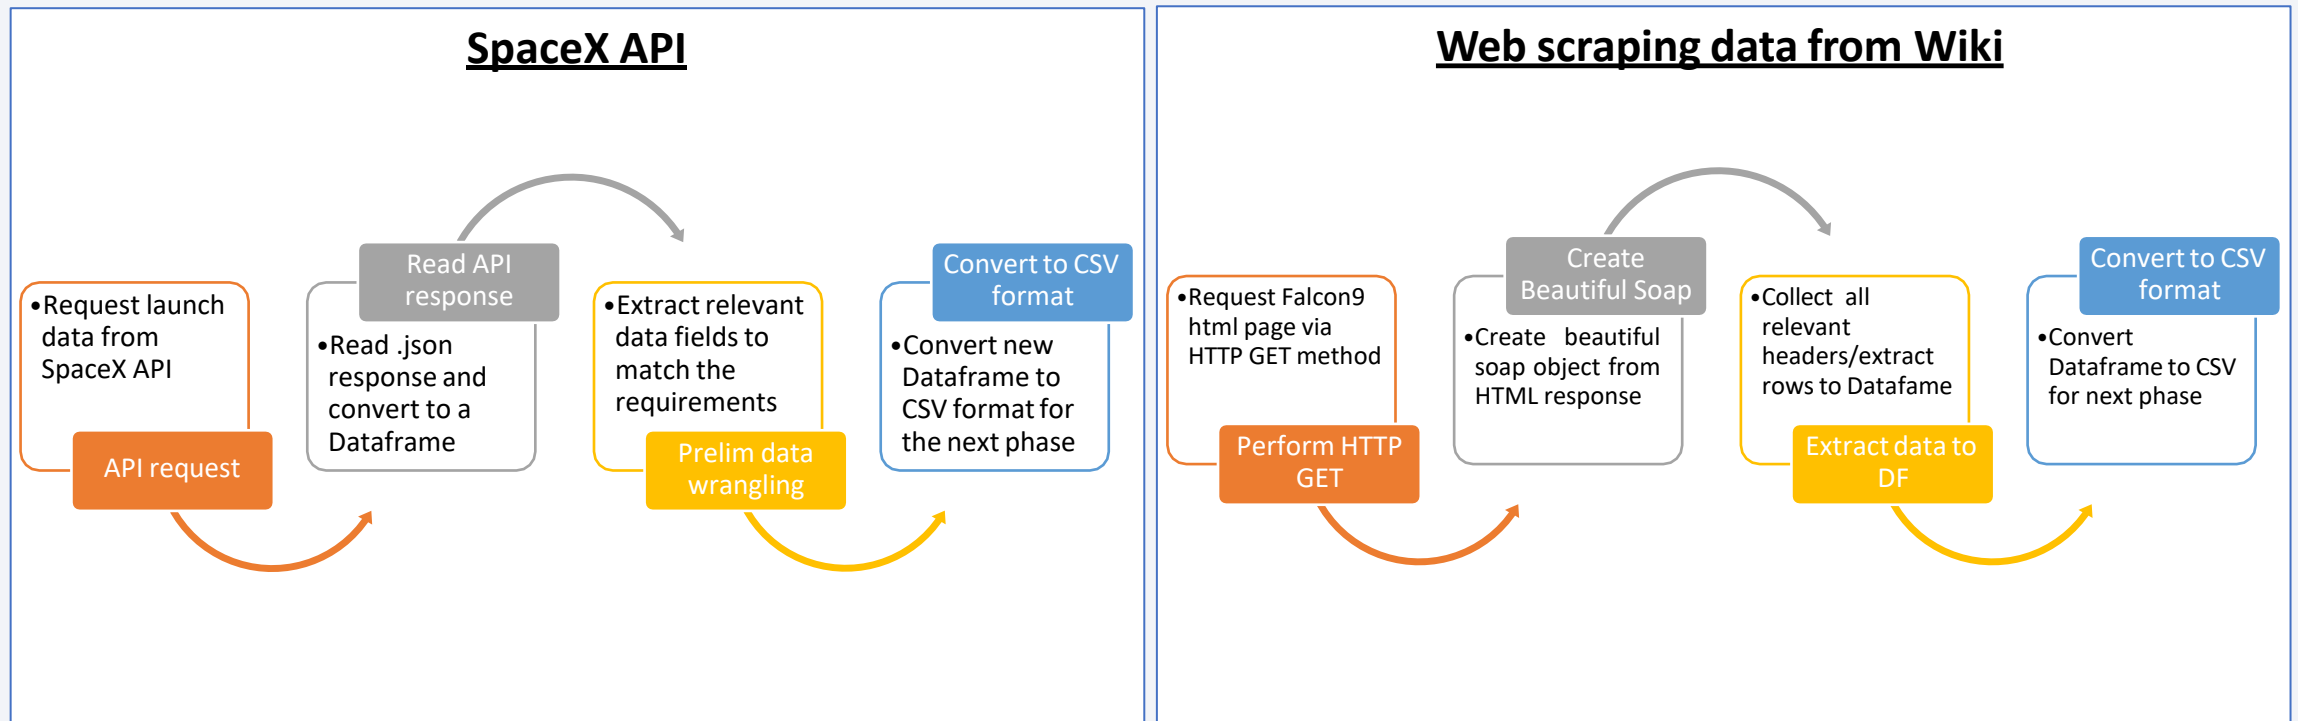 SpaceX API
•Request launch
data from
SpaceX API
API request
Read API
response
•Read .json
response and
convert to a
Dataframe
•Extract relevant
data fields to
match the
requirements
Prelim data
wrangling
Convert to CSV
format
•Convert new
Dataframe to
CSV format for
the next phase
Web scraping data from Wiki
•Request Falcon9
html page via
HTTP GET method
Perform HTTP
GET
Create
Beautiful Soap
•Create beautiful
soap object from
HTML response
•Collect all
relevant
headers/extract
rows to Datafame
Extract data to
DF
Convert to CSV
format
•Convert
Dataframe to CSV
for next phase